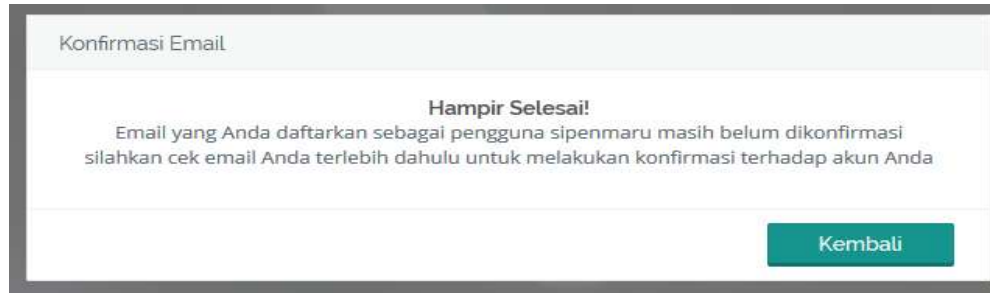 Konfirmasi Email
Hampir Selesai!
Email yang Anda daftarkan sebagai pengguna sipenmaru masih belum dikonfirmasi
silahkan cek email Anda terlebih dahulu untuk melakukan konfirmasi terhadap akun Anda
Kembali